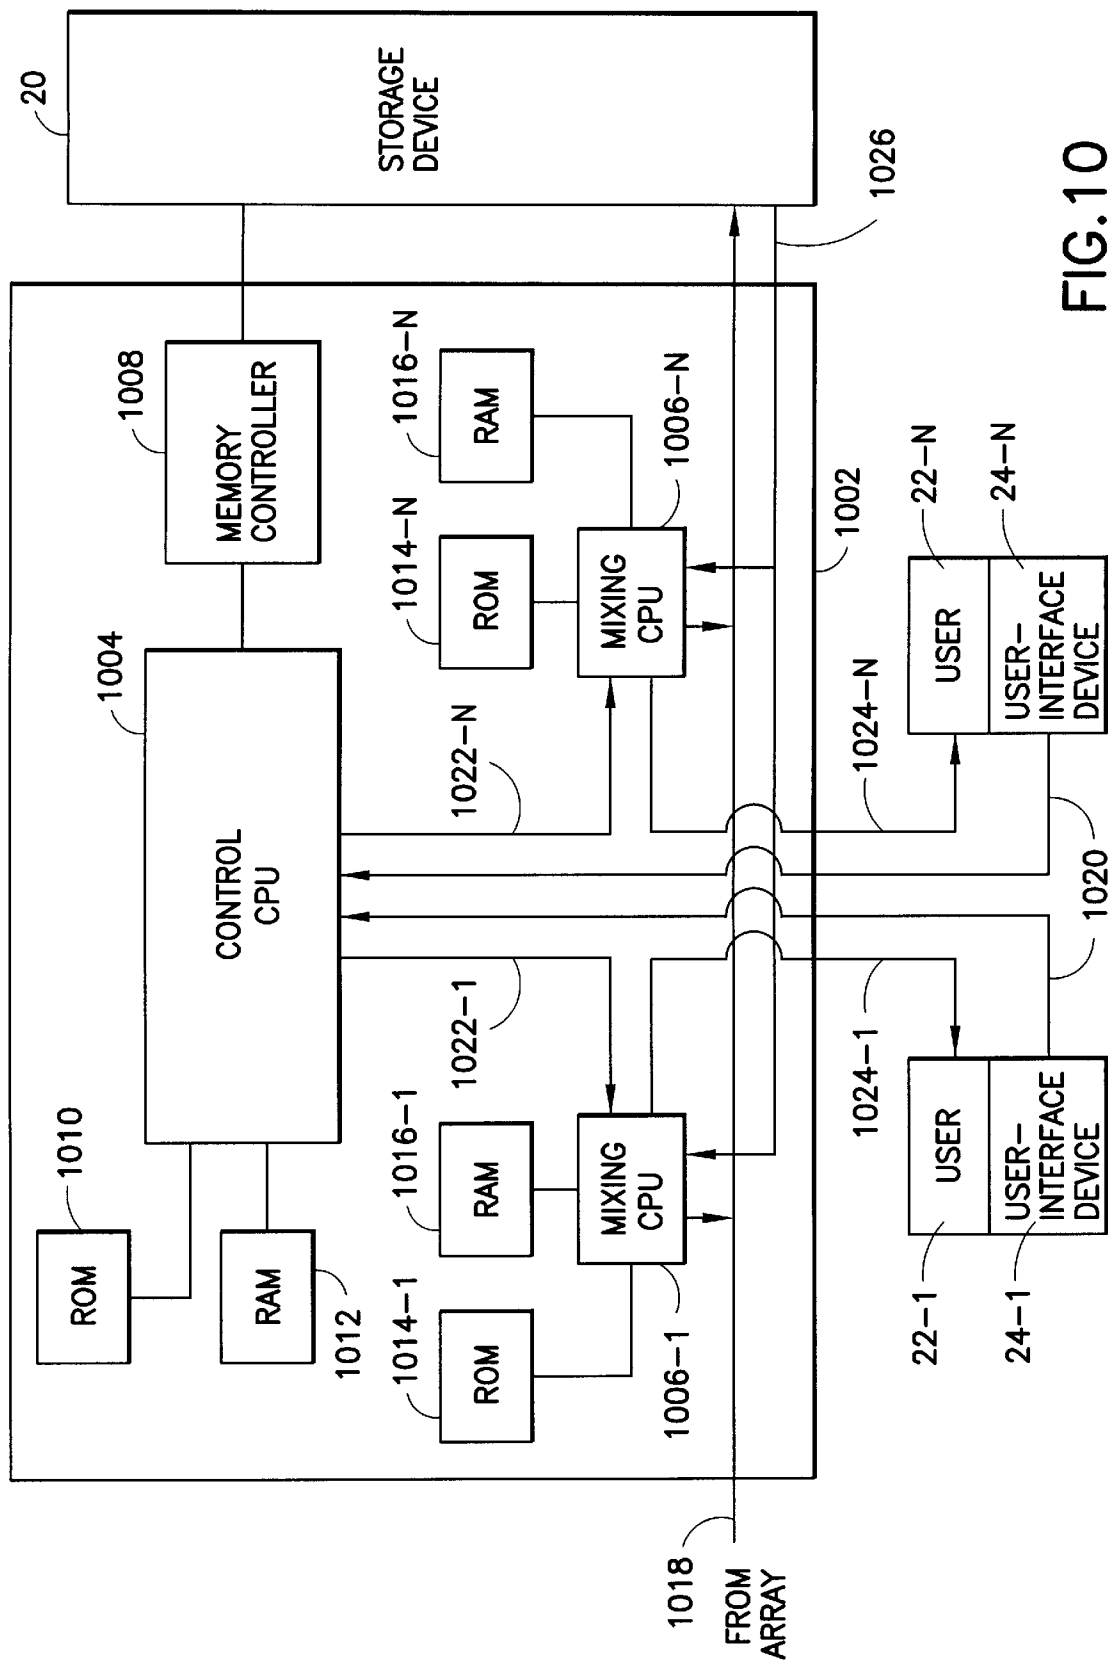 20
STORAGE
DEVICE
1008
MEMORY
CONTROLLER
1004
CONTROL
CPU
1010
ROM
RAM
1012
1014-1
ROM
1016-1
RAM
MIXING
CPU
1006-1
1022-1
1022-N
1014-N
ROM
1016-N
RAM
MIXING
CPU
1006-N
1018
FROM
ARRAY
1002
1026
1024-1
1024-N
22-1
USER
24-1
USER-
INTERFACE
DEVICE
1020
22-N
USER
24-N
USER-
INTERFACE
DEVICE
FIG.10